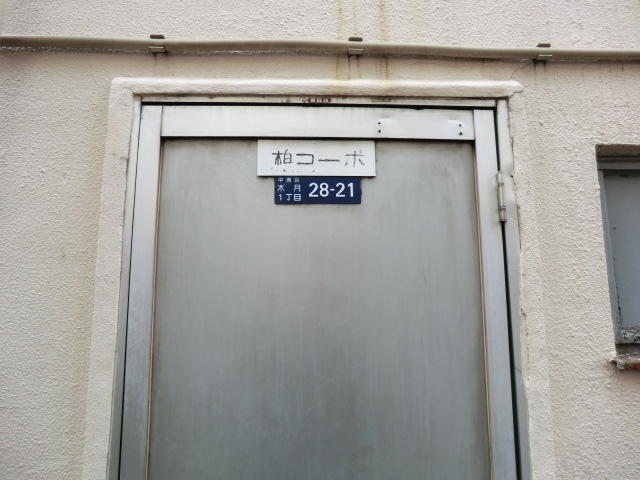 柏コーポ
中原区
木月
1丁目
28-21